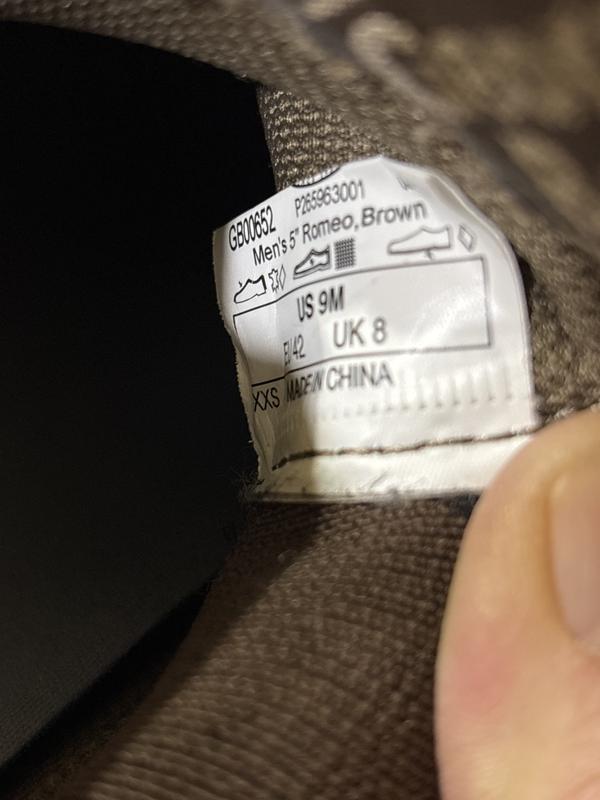 GB00652 P265963001
Men's 5" Romeo, Brown
US 9M
EU 42 UK 8
XXS MADE IN CHINA